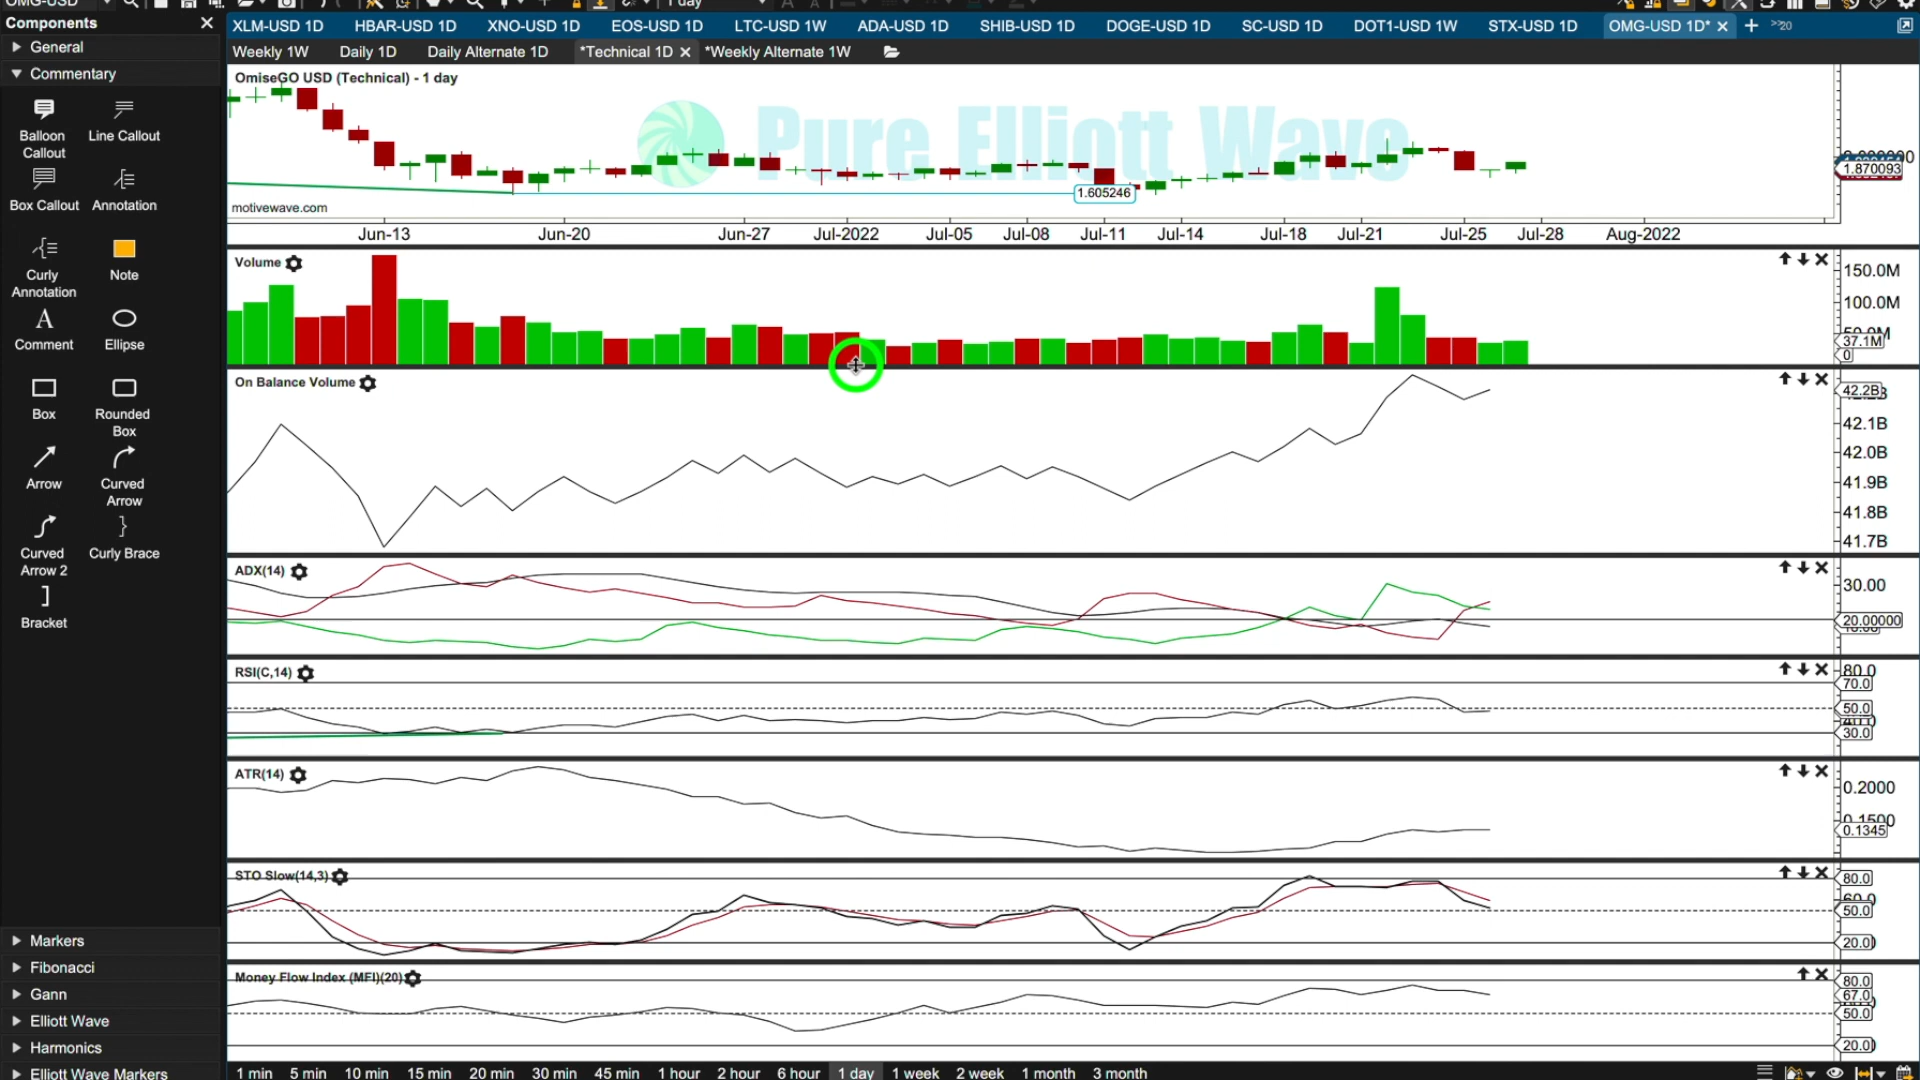 OMG-USD
1 day
Components
XLM-USD 1D HBAR-USD 1D XNO-USD 1D EOS-USD 1D LTC-USD 1W ADA-USD 1D SHIB-USD 1D DOGE-USD 1D SC-USD 1D DOT1-USD 1W STX-USD 1D OMG-USD 1D* 20
General
Weekly 1W Daily 1D Daily Alternate 1D *Technical 1D *Weekly Alternate 1W
Commentary
OmiseGO USD (Technical) - 1 day
Pure Elliott Wave
Balloon Callout
Line Callout
Box Callout
Annotation
Curly Annotation
Note
Comment
Ellipse
Box
Rounded Box
Arrow
Curved Arrow
Curved Arrow 2
Curly Brace
Bracket
1.870093
1.605246
motivewave.com
Jun-13 Jun-20 Jun-27 Jul-2022 Jul-05 Jul-08 Jul-11 Jul-14 Jul-18 Jul-21 Jul-25 Jul-28 Aug-2022
Volume
150.0M
100.0M
37.1M
0
On Balance Volume
42.2B
42.1B
42.0B
41.9B
41.8B
41.7B
ADX(14)
30.00
20.00000
RSI(C,14)
80.0
70.0
50.0
30.0
ATR(14)
0.2000
0.1500
0.1345
STO Slow(14,3)
80.0
50.0
20.0
Money Flow Index (MFI)(20)
80.0
67.0
50.0
20.0
Markers
Fibonacci
Gann
Elliott Wave
Harmonics
Elliott Wave Markers
1 min 5 min 10 min 15 min 20 min 30 min 45 min 1 hour 2 hour 6 hour 1 day 1 week 2 week 1 month 3 month